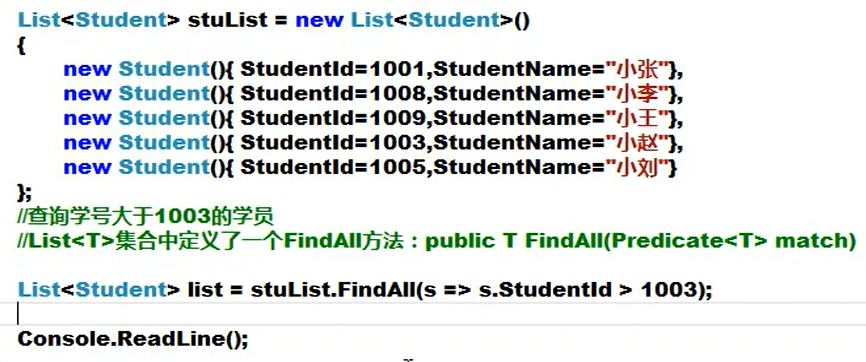 List<Student> stuList = new List<Student>()
{
new Student(){ StudentId=1001,StudentName="小张"},
new Student(){ StudentId=1008,StudentName="小李"},
new Student(){ StudentId=1009,StudentName="小王"},
new Student(){ StudentId=1003,StudentName="小赵"},
new Student(){ StudentId=1005,StudentName="小刘"}
};
//查询学号大于1003的学员
//List<T>集合中定义了一个FindAll方法：public T FindAll(Predicate<T> match)
List<Student> list = stuList.FindAll(s => s.StudentId > 1003);
Console.ReadLine();